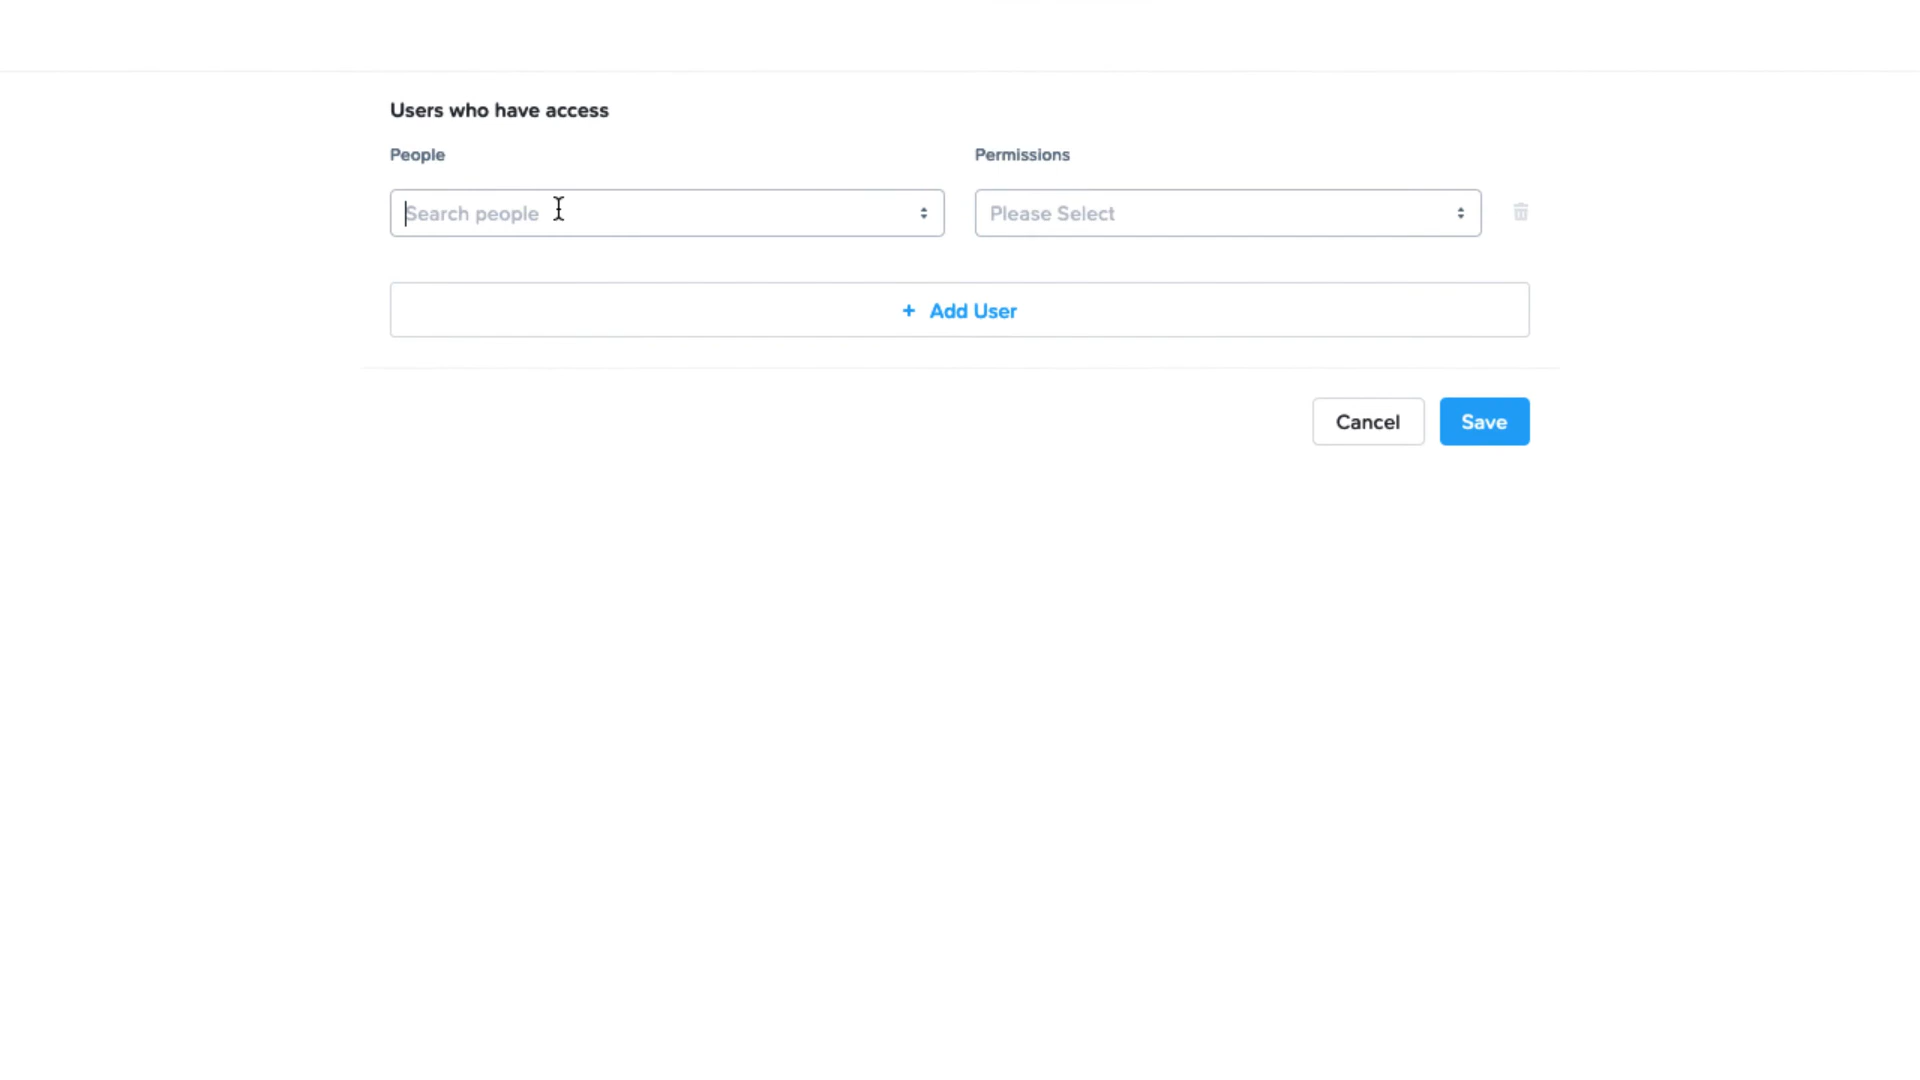 Users who have access
People
Permissions
Search people
Please Select
+ Add User
Cancel
Save